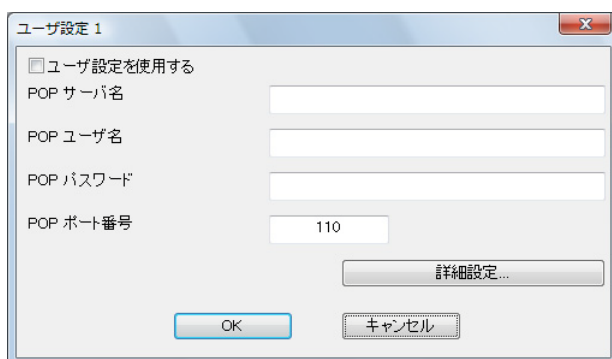 ユーザ設定 1
ユーザ設定を使用する
POP サーバ名
POP ユーザ名
POP パスワード
POP ポート番号 110
詳細設定...
OK キャンセル